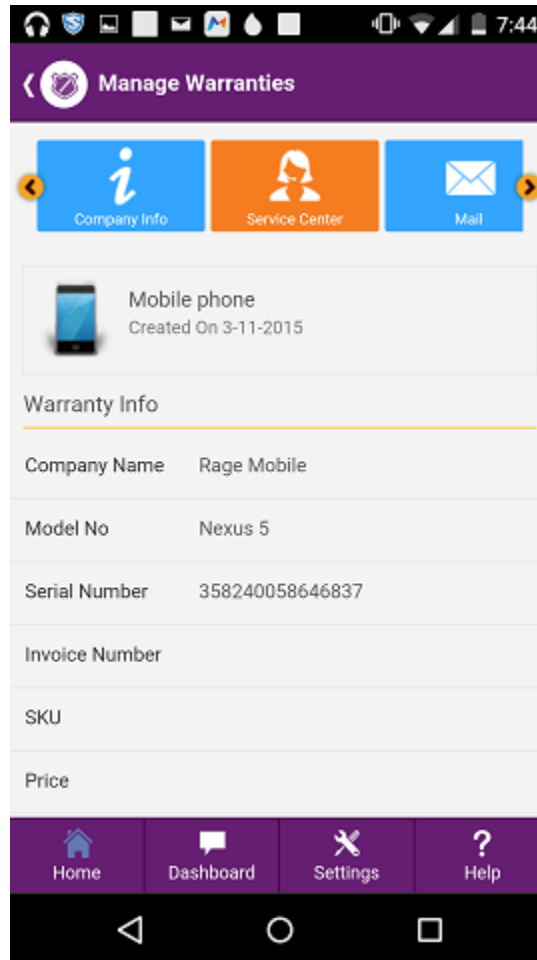 7:44
Manage Warranties
Company Info
Service Center
Mail
Mobile phone
Created On 3-11-2015
Warranty Info
Company Name Rage Mobile
Model No Nexus 5
Serial Number 358240058646837
Invoice Number
SKU
Price
Home Dashboard Settings Help